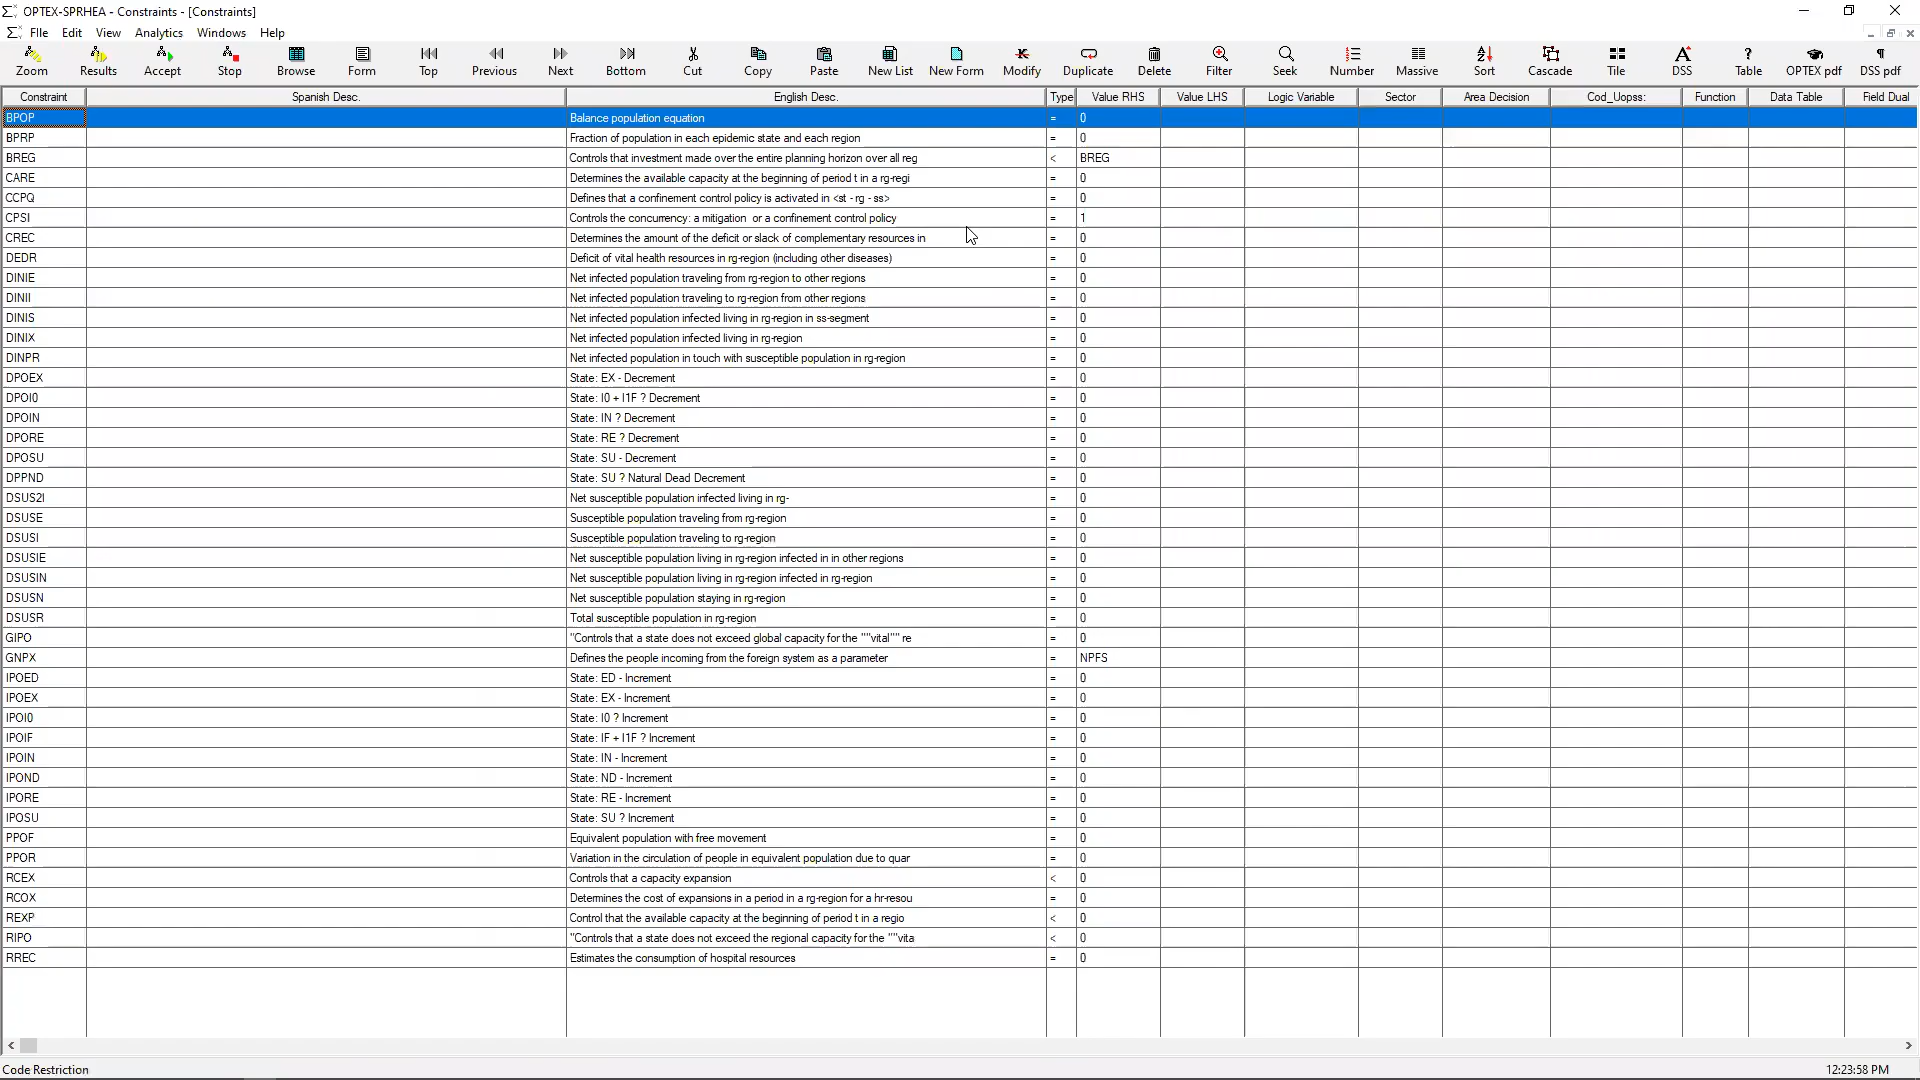 OPTEX-SPRHEA - Constraints - [Constraints]
FIle Edit View Analytics Windows Help
Zoom Results Accept Stop Browse Form Top Previous Next Bottom Cut Copy Paste New List New Form Modify Duplicate Delete Filter Seek Number Massive Sort Cascade Tile DSS Table OPTEX pdf DSS pdf
Constraint Spanish Desc. English Desc. Type Value RHS Value LHS Logic Variable Sector Area Decision Cod_Uopss: Function Data Table Field Dual
BPOP Balance population equation = 0
BPRP Fraction of population in each epidemic state and each region = 0
BREG Controls that investment made over the entire planning horizon over all reg < BREG
CARE Determines the available capacity at the beginning of period t in a rg-regi = 0
CCPQ Defines that a confinement control policy is activated in <st - rg - ss> = 0
CPSI Controls the concurrency: a mitigation or a confinement control policy = 1
CREC Determines the amount of the deficit or slack of complementary resources in = 0
DEDR Deficit of vital health resources in rg-region (including other diseases) = 0
DINIE Net infected population traveling from rg-region to other regions = 0
DINII Net infected population traveling to rg-region from other regions = 0
DINIS Net infected population infected living in rg-region in ss-segment = 0
DINIX Net infected population infected living in rg-region = 0
DINPR Net infected population in touch with susceptible population in rg-region = 0
DPOEX State: EX - Decrement = 0
DPOI0 State: I0 + I1F ? Decrement = 0
DPOIN State: IN ? Decrement = 0
DPORE State: RE ? Decrement = 0
DPOSU State: SU - Decrement = 0
DPPND State: SU ? Natural Dead Decrement = 0
DSUS2I Net susceptible population infected living in rg- = 0
DSUSE Susceptible population traveling from rg-region = 0
DSUSI Susceptible population traveling to rg-region = 0
DSUSIE Net susceptible population living in rg-region infected in in other regions = 0
DSUSIN Net susceptible population living in rg-region infected in rg-region = 0
DSUSN Net susceptible population staying in rg-region = 0
DSUSR Total susceptible population in rg-region = 0
GIPO "Controls that a state does not exceed global capacity for the ""vital"" re = 0
GNPX Defines the people incoming from the foreign system as a parameter = NPFS
IPOED State: ED - Increment = 0
IPOEX State: EX - Increment = 0
IPOI0 State: I0 ? Increment = 0
IPOIF State: IF + I1F ? Increment = 0
IPOIN State: IN - Increment = 0
IPOND State: ND - Increment = 0
IPORE State: RE - Increment = 0
IPOSU State: SU ? Increment = 0
PPOF Equivalent population with free movement = 0
PPOR Variation in the circulation of people in equivalent population due to quar = 0
RCEX Controls that a capacity expansion < 0
RCOX Determines the cost of expansions in a period in a rg-region for a hr-resou = 0
REXP Control that the available capacity at the beginning of period t in a regio < 0
RIPO "Controls that a state does not exceed the regional capacity for the ""vita < 0
RREC Estimates the consumption of hospital resources = 0
Code Restriction 12:23:58 PM